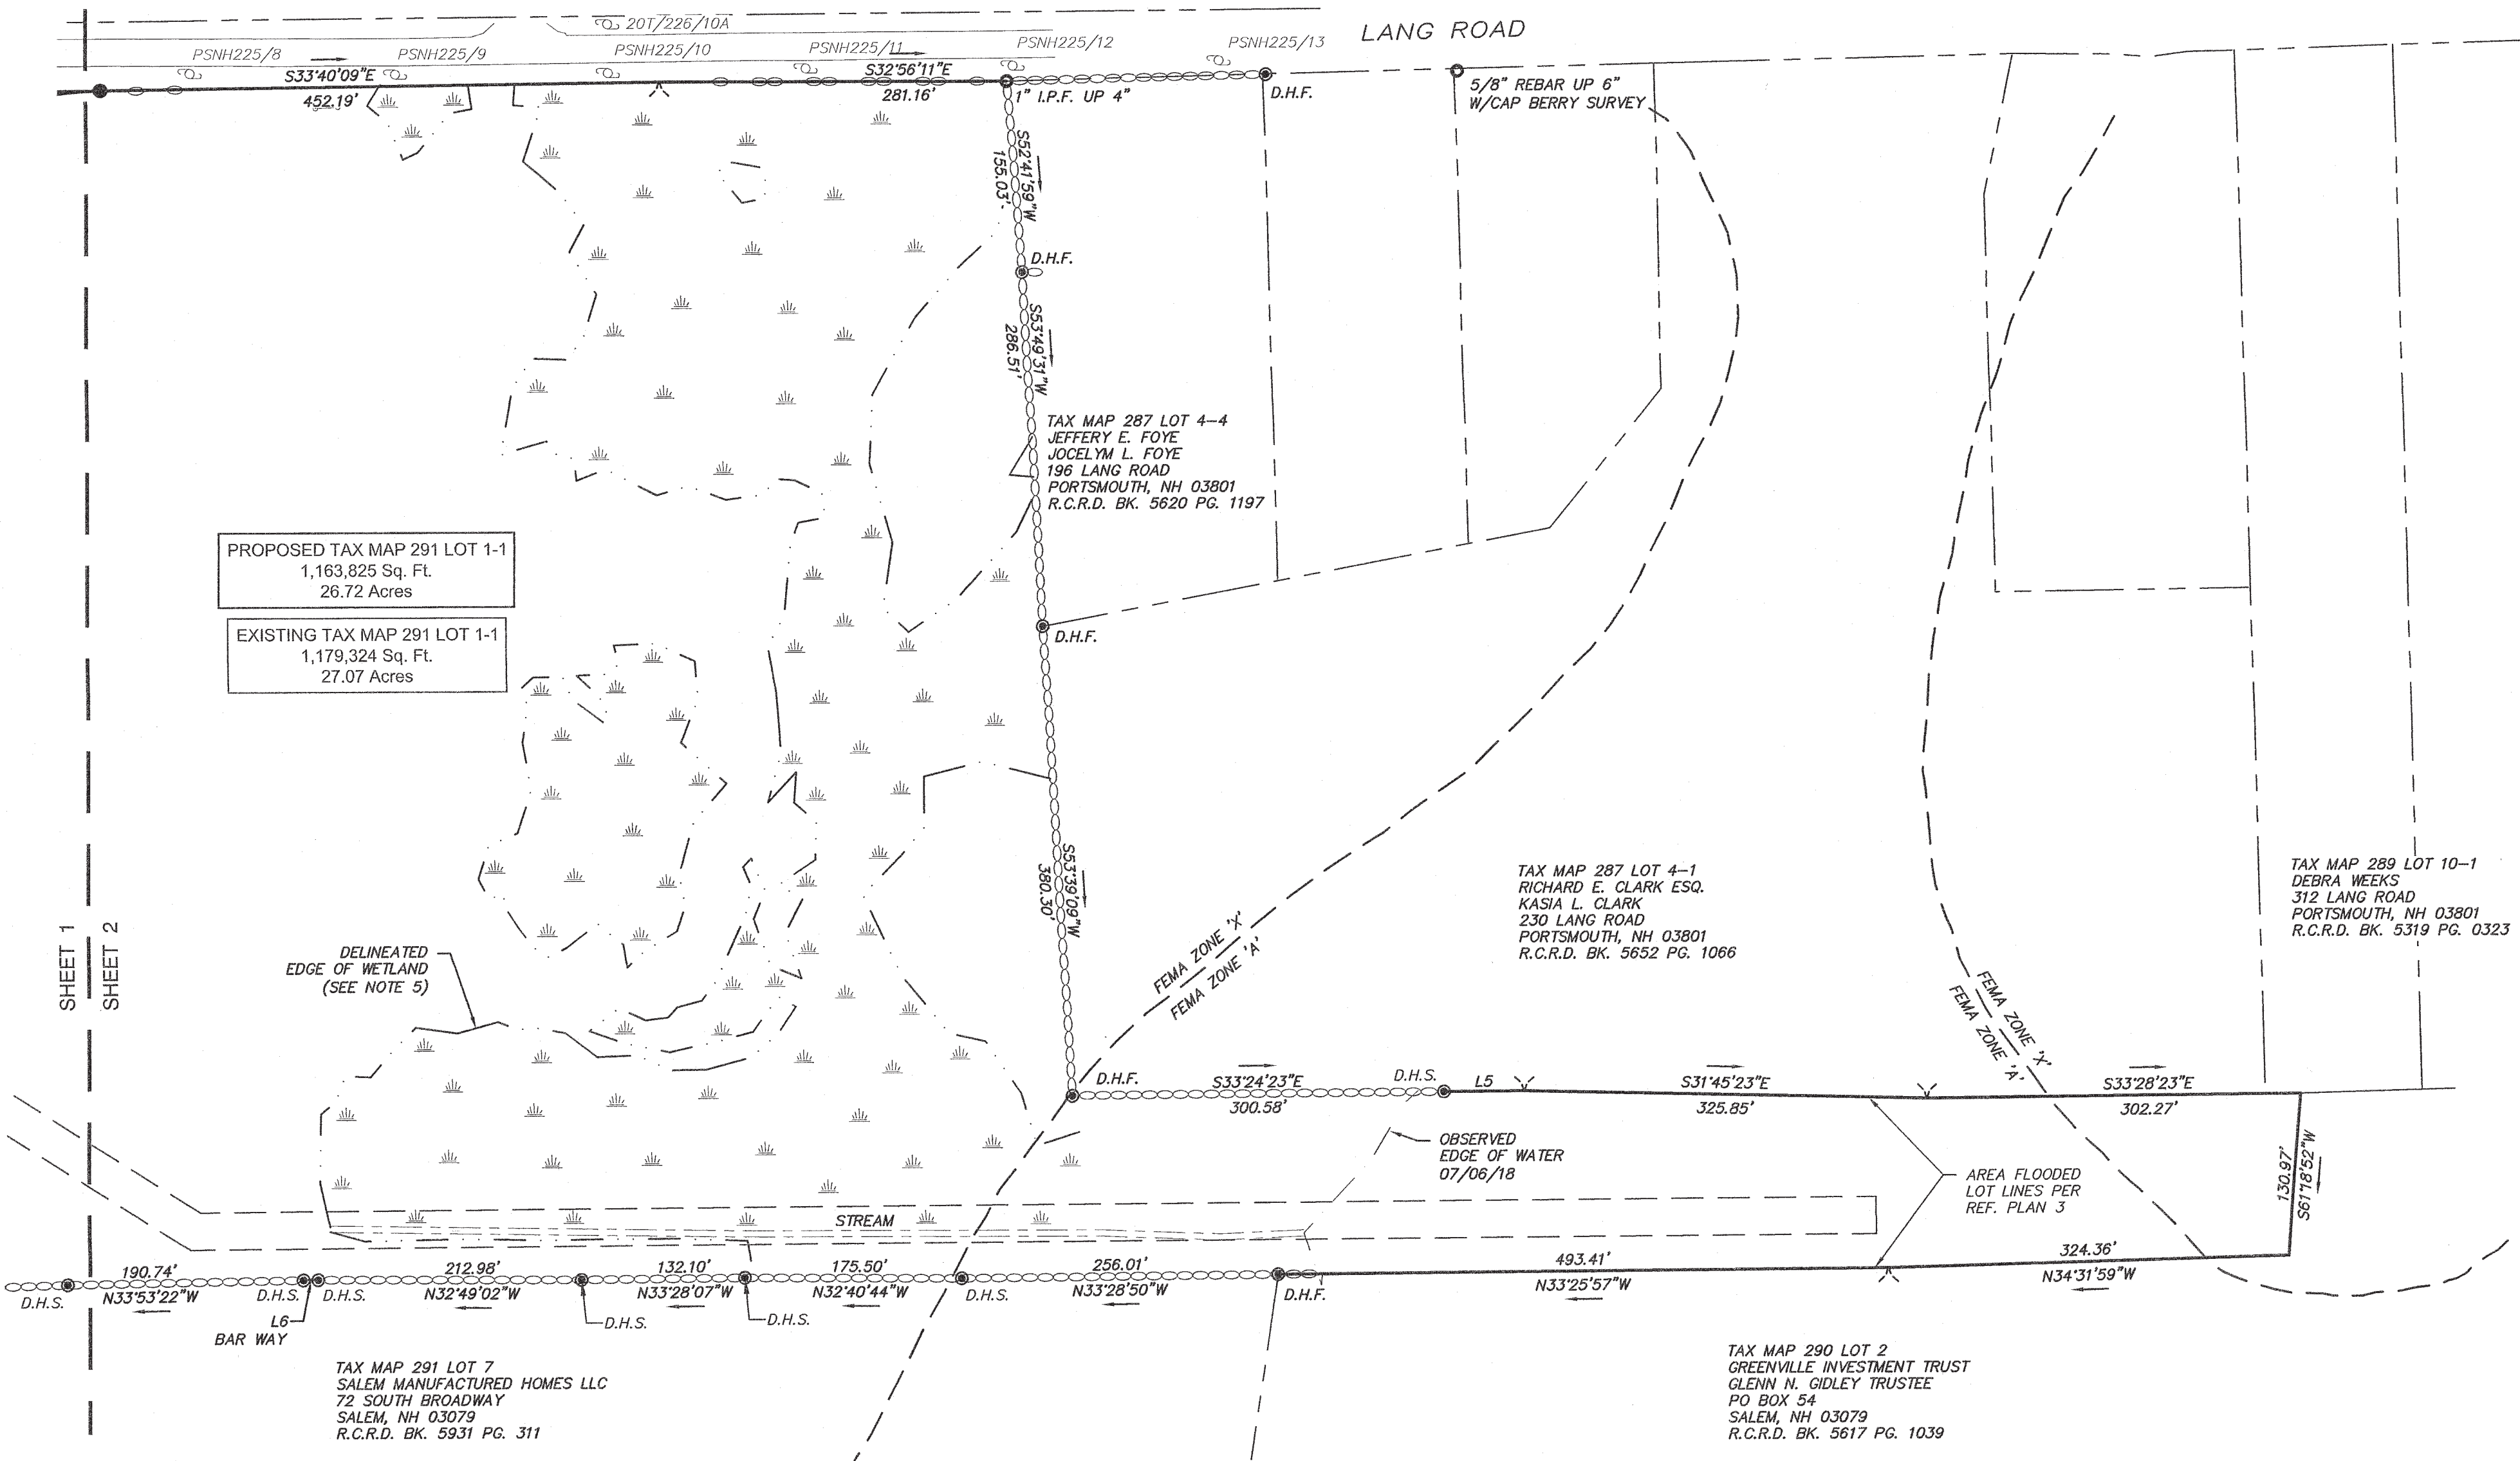 LANG ROAD
20T/226/10A
PSNH225/8
PSNH225/9
PSNH225/10
PSNH225/11
PSNH225/12
PSNH225/13
S33°40'09"E
452.19'
S32°56'11"E
281.16'
1" I.P.F. UP 4"
D.H.F.
5/8" REBAR UP 6"
W/CAP BERRY SURVEY
S52°41'59"W
155.03'
D.H.F.
S53°49'31"W
286.51'
TAX MAP 287 LOT 4-4
JEFFERY E. FOYE
JOCELYM L. FOYE
196 LANG ROAD
PORTSMOUTH, NH 03801
R.C.R.D. BK. 5620 PG. 1197
PROPOSED TAX MAP 291 LOT 1-1
1,163,825 Sq. Ft.
26.72 Acres
EXISTING TAX MAP 291 LOT 1-1
1,179,324 Sq. Ft.
27.07 Acres
D.H.F.
S53°39'09"W
380.30'
TAX MAP 287 LOT 4-1
RICHARD E. CLARK ESQ.
KASIA L. CLARK
230 LANG ROAD
PORTSMOUTH, NH 03801
R.C.R.D. BK. 5652 PG. 1066
TAX MAP 289 LOT 10-1
DEBRA WEEKS
312 LANG ROAD
PORTSMOUTH, NH 03801
R.C.R.D. BK. 5319 PG. 0323
SHEET 1
SHEET 2
DELINEATED
EDGE OF WETLAND
(SEE NOTE 5)
FEMA ZONE 'X'
FEMA ZONE 'A'
FEMA ZONE 'X'
FEMA ZONE 'A'
D.H.F.
S33°24'23"E
300.58'
D.H.S.
L5
S31°45'23"E
325.85'
S33°28'23"E
302.27'
OBSERVED
EDGE OF WATER
07/06/18
AREA FLOODED
LOT LINES PER
REF. PLAN 3
130.97'
S61°18'52"W
STREAM
190.74'
N33°53'22"W
D.H.S.
D.H.S.
D.H.S.
L6
BAR WAY
212.98'
N32°49'02"W
D.H.S.
132.10'
N33°28'07"W
D.H.S.
175.50'
N32°40'44"W
D.H.S.
256.01'
N33°28'50"W
D.H.F.
493.41'
N33°25'57"W
324.36'
N34°31'59"W
TAX MAP 291 LOT 7
SALEM MANUFACTURED HOMES LLC
72 SOUTH BROADWAY
SALEM, NH 03079
R.C.R.D. BK. 5931 PG. 311
TAX MAP 290 LOT 2
GREENVILLE INVESTMENT TRUST
GLENN N. GIDLEY TRUSTEE
PO BOX 54
SALEM, NH 03079
R.C.R.D. BK. 5617 PG. 1039